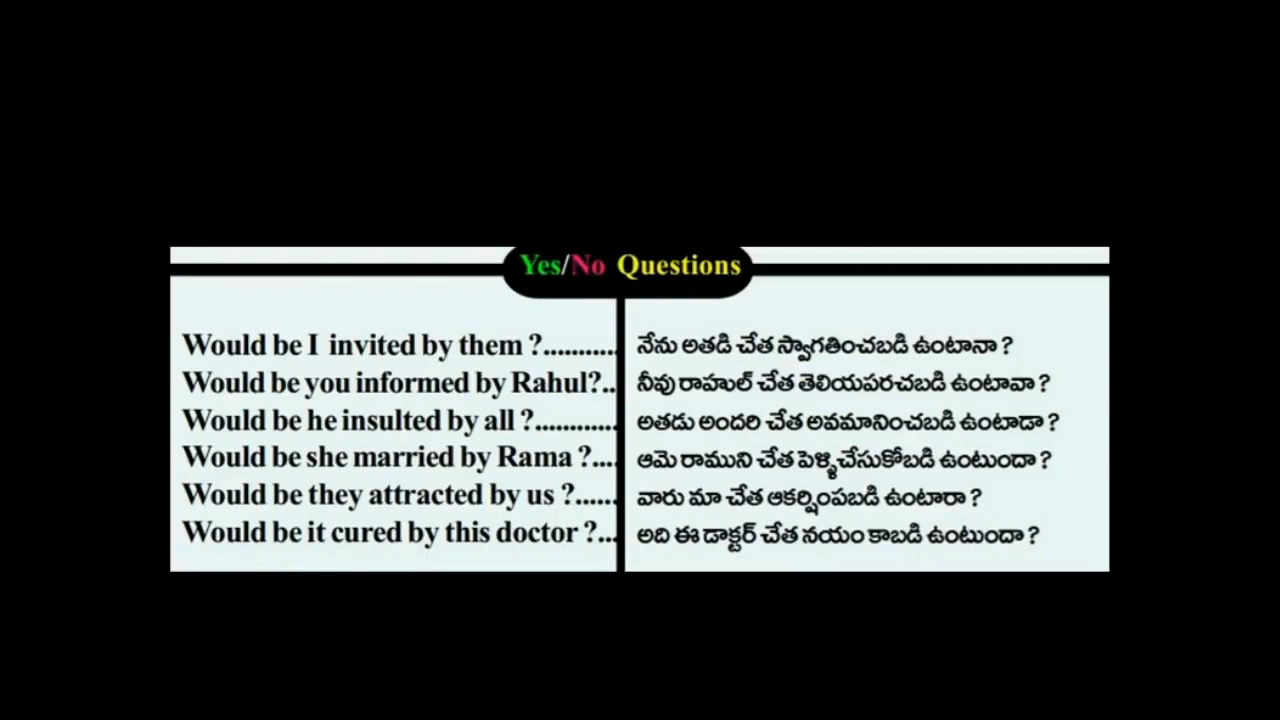 Yes/No Questions
Would be I invited by them ?........... నేను అతడి చేత స్వాగతించబడి ఉంటానా ?
Would be you informed by Rahul?.. నీవు రాహుల్ చేత తెలియపరచబడి ఉంటావా ?
Would be he insulted by all ?............ అతడు అందరి చేత అవమానించబడి ఉంటాడా ?
Would be she married by Rama ?.... ఆమె రాముని చేత పెళ్ళిచేసుకోబడి ఉంటుందా ?
Would be they attracted by us ?...... వారు మా చేత ఆకర్షింపబడి ఉంటారా ?
Would be it cured by this doctor ?... అది ఈ డాక్టర్ చేత నయం కాబడి ఉంటుందా ?